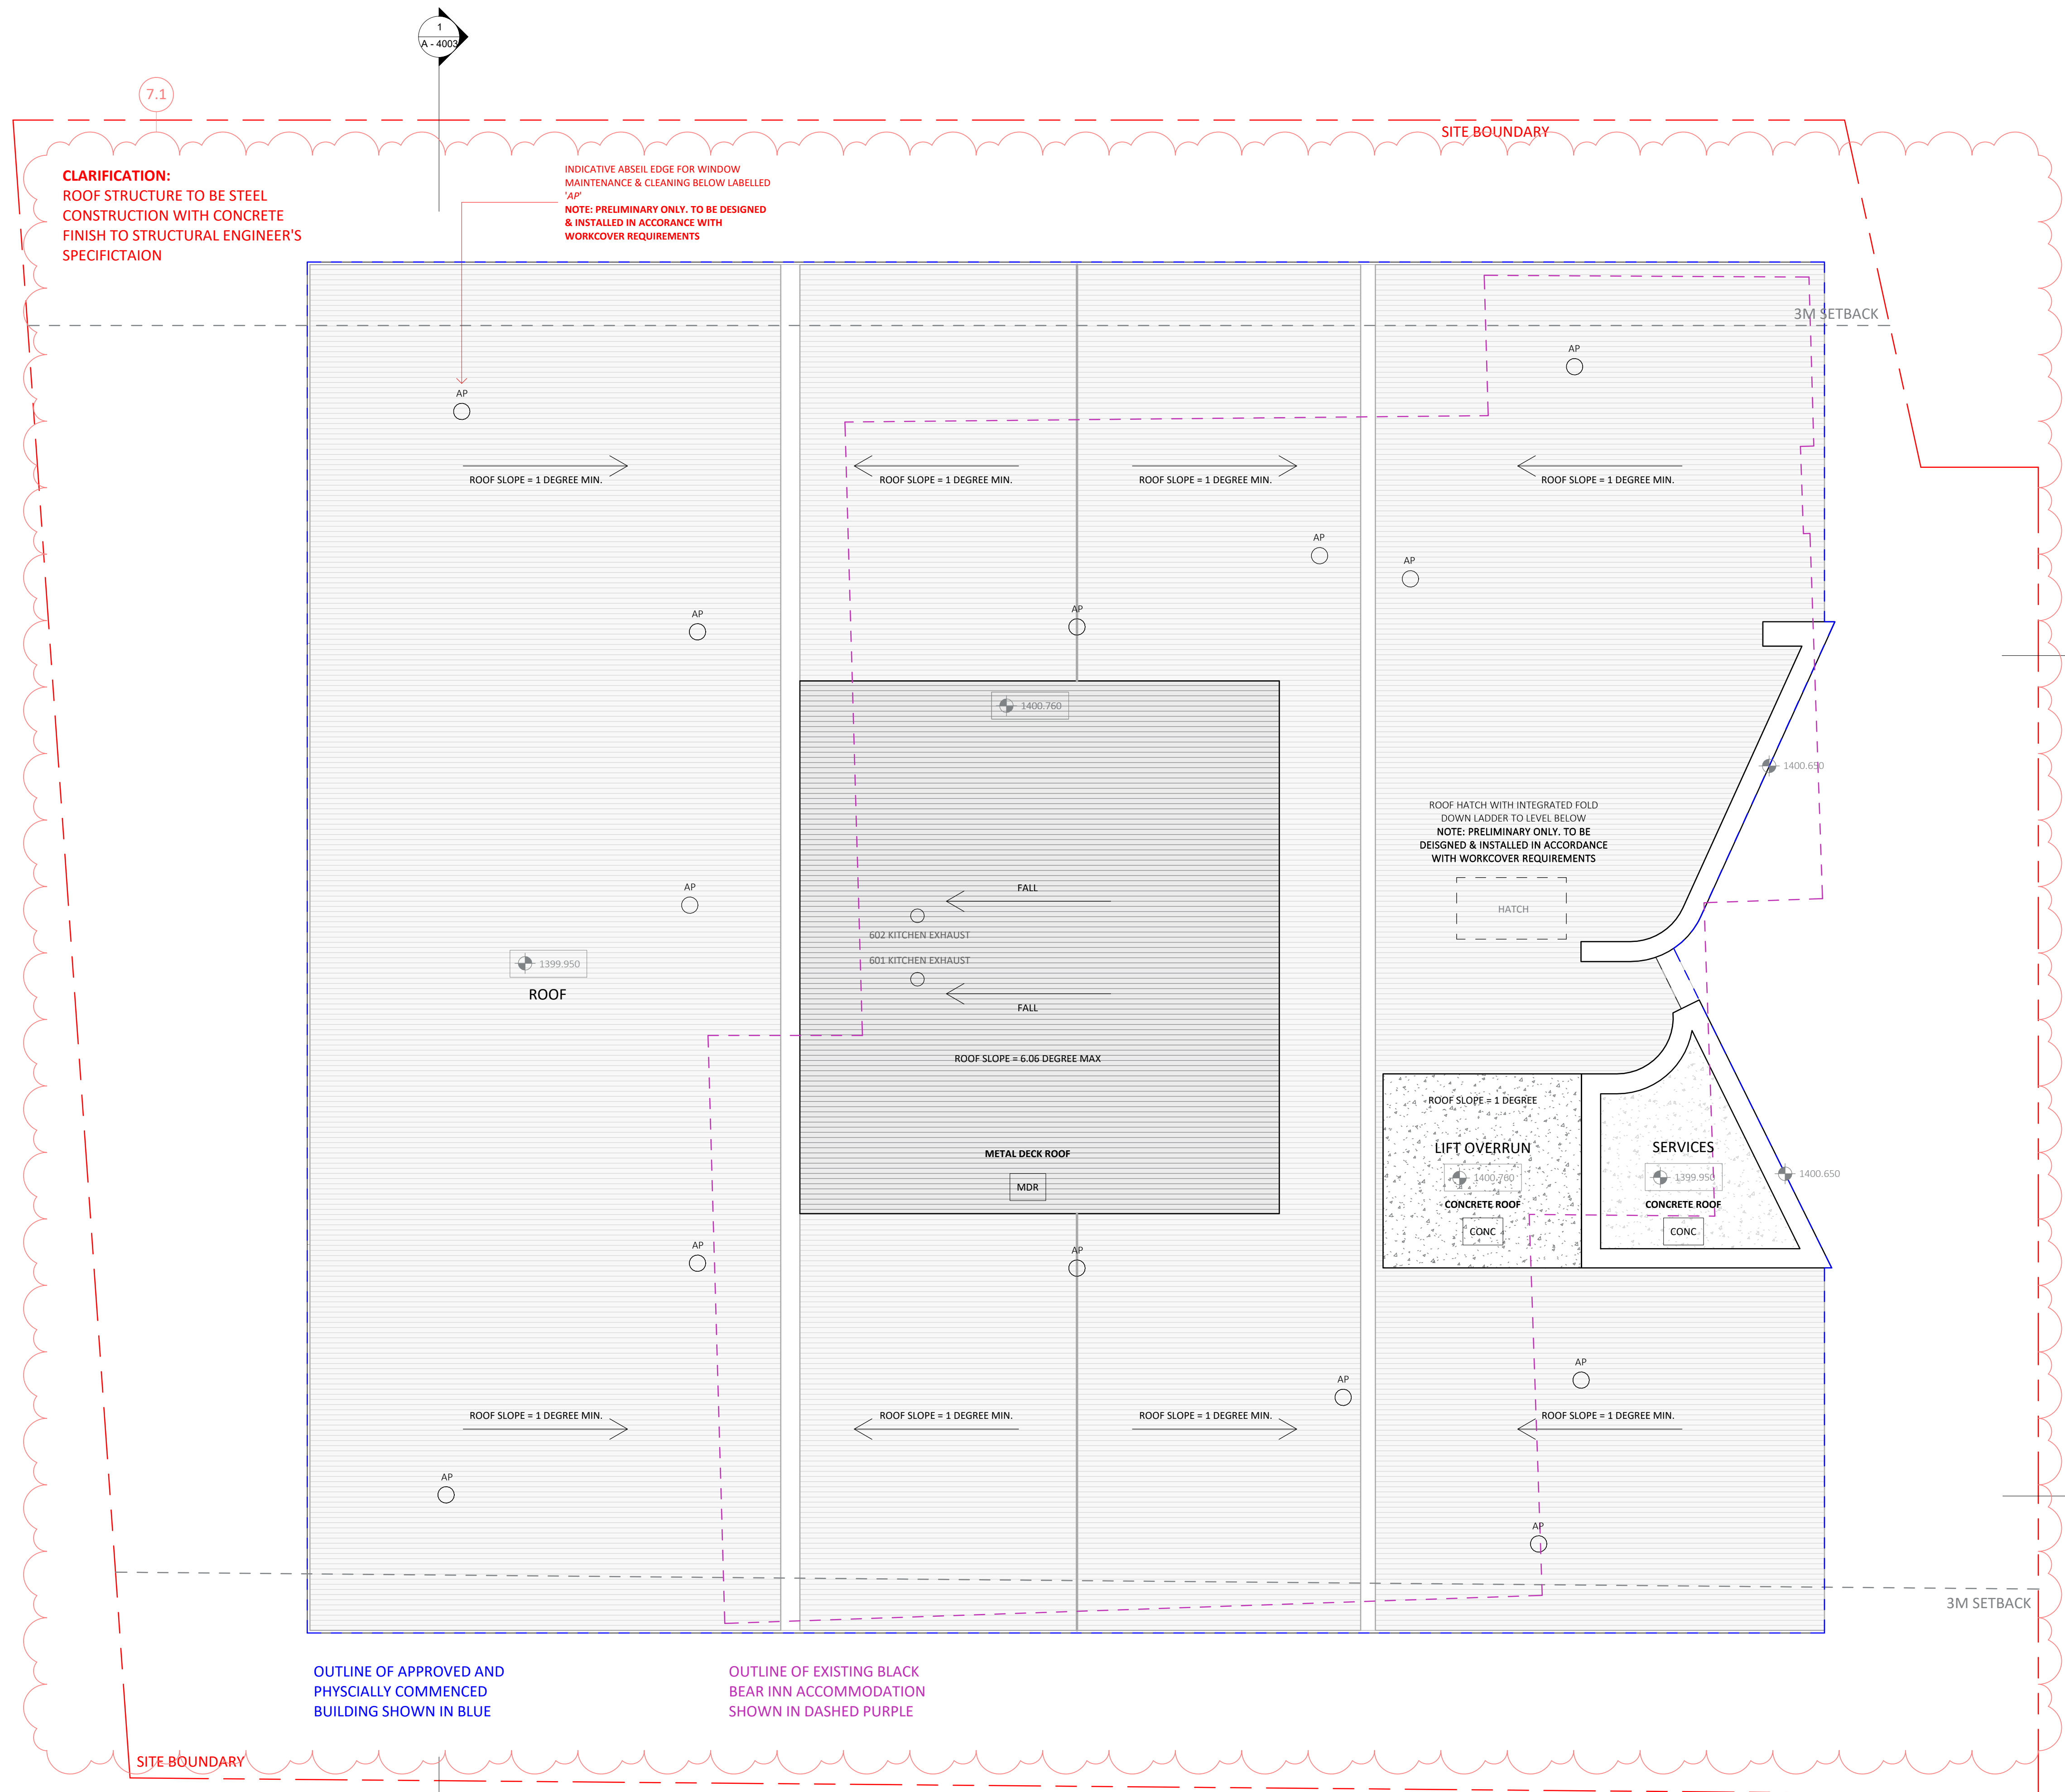 1
A - 4003
7.1
SITE BOUNDARY
CLARIFICATION:
ROOF STRUCTURE TO BE STEEL
CONSTRUCTION WITH CONCRETE
FINISH TO STRUCTURAL ENGINEER'S
SPECIFICTAION
INDICATIVE ABSEIL EDGE FOR WINDOW
MAINTENANCE & CLEANING BELOW LABELLED
'AP'
NOTE: PRELIMINARY ONLY. TO BE DESIGNED
& INSTALLED IN ACCORANCE WITH
WORKCOVER REQUIREMENTS
3M SETBACK
AP
AP
ROOF SLOPE = 1 DEGREE MIN.
ROOF SLOPE = 1 DEGREE MIN.
ROOF SLOPE = 1 DEGREE MIN.
ROOF SLOPE = 1 DEGREE MIN.
AP
AP
AP
AP
1400.760
1400.650
ROOF HATCH WITH INTEGRATED FOLD
DOWN LADDER TO LEVEL BELOW
NOTE: PRELIMINARY ONLY. TO BE
DEISGNED & INSTALLED IN ACCORDANCE
WITH WORKCOVER REQUIREMENTS
HATCH
AP
FALL
602 KITCHEN EXHAUST
601 KITCHEN EXHAUST
FALL
1399.950
ROOF
ROOF SLOPE = 6.06 DEGREE MAX
METAL DECK ROOF
MDR
ROOF SLOPE = 1 DEGREE
LIFT OVERRUN
1400.760
CONCRETE ROOF
CONC
SERVICES
1399.950
CONCRETE ROOF
CONC
1400.650
AP
AP
AP
AP
ROOF SLOPE = 1 DEGREE MIN.
ROOF SLOPE = 1 DEGREE MIN.
ROOF SLOPE = 1 DEGREE MIN.
ROOF SLOPE = 1 DEGREE MIN.
AP
AP
3M SETBACK
OUTLINE OF APPROVED AND
PHYSCIALLY COMMENCED
BUILDING SHOWN IN BLUE
OUTLINE OF EXISTING BLACK
BEAR INN ACCOMMODATION
SHOWN IN DASHED PURPLE
SITE BOUNDARY